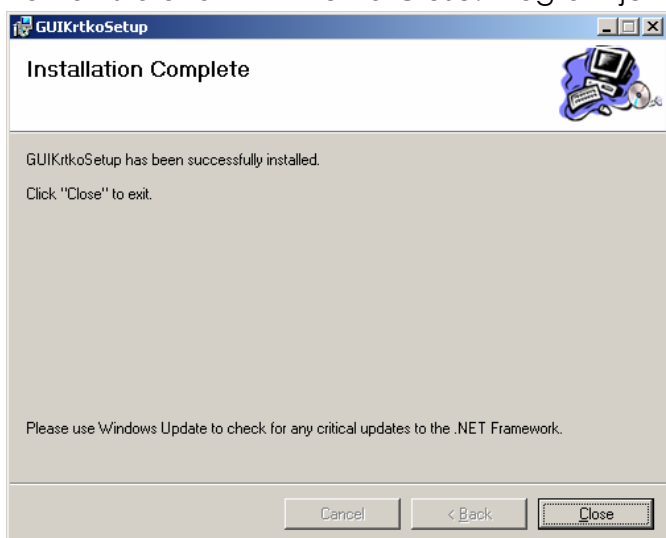 GUIKrtkoSetup
Installation Complete
GUIKrtkoSetup has been successfully installed.
Click "Close" to exit.
Please use Windows Update to check for any critical updates to the .NET Framework.
Cancel
< Back
Close